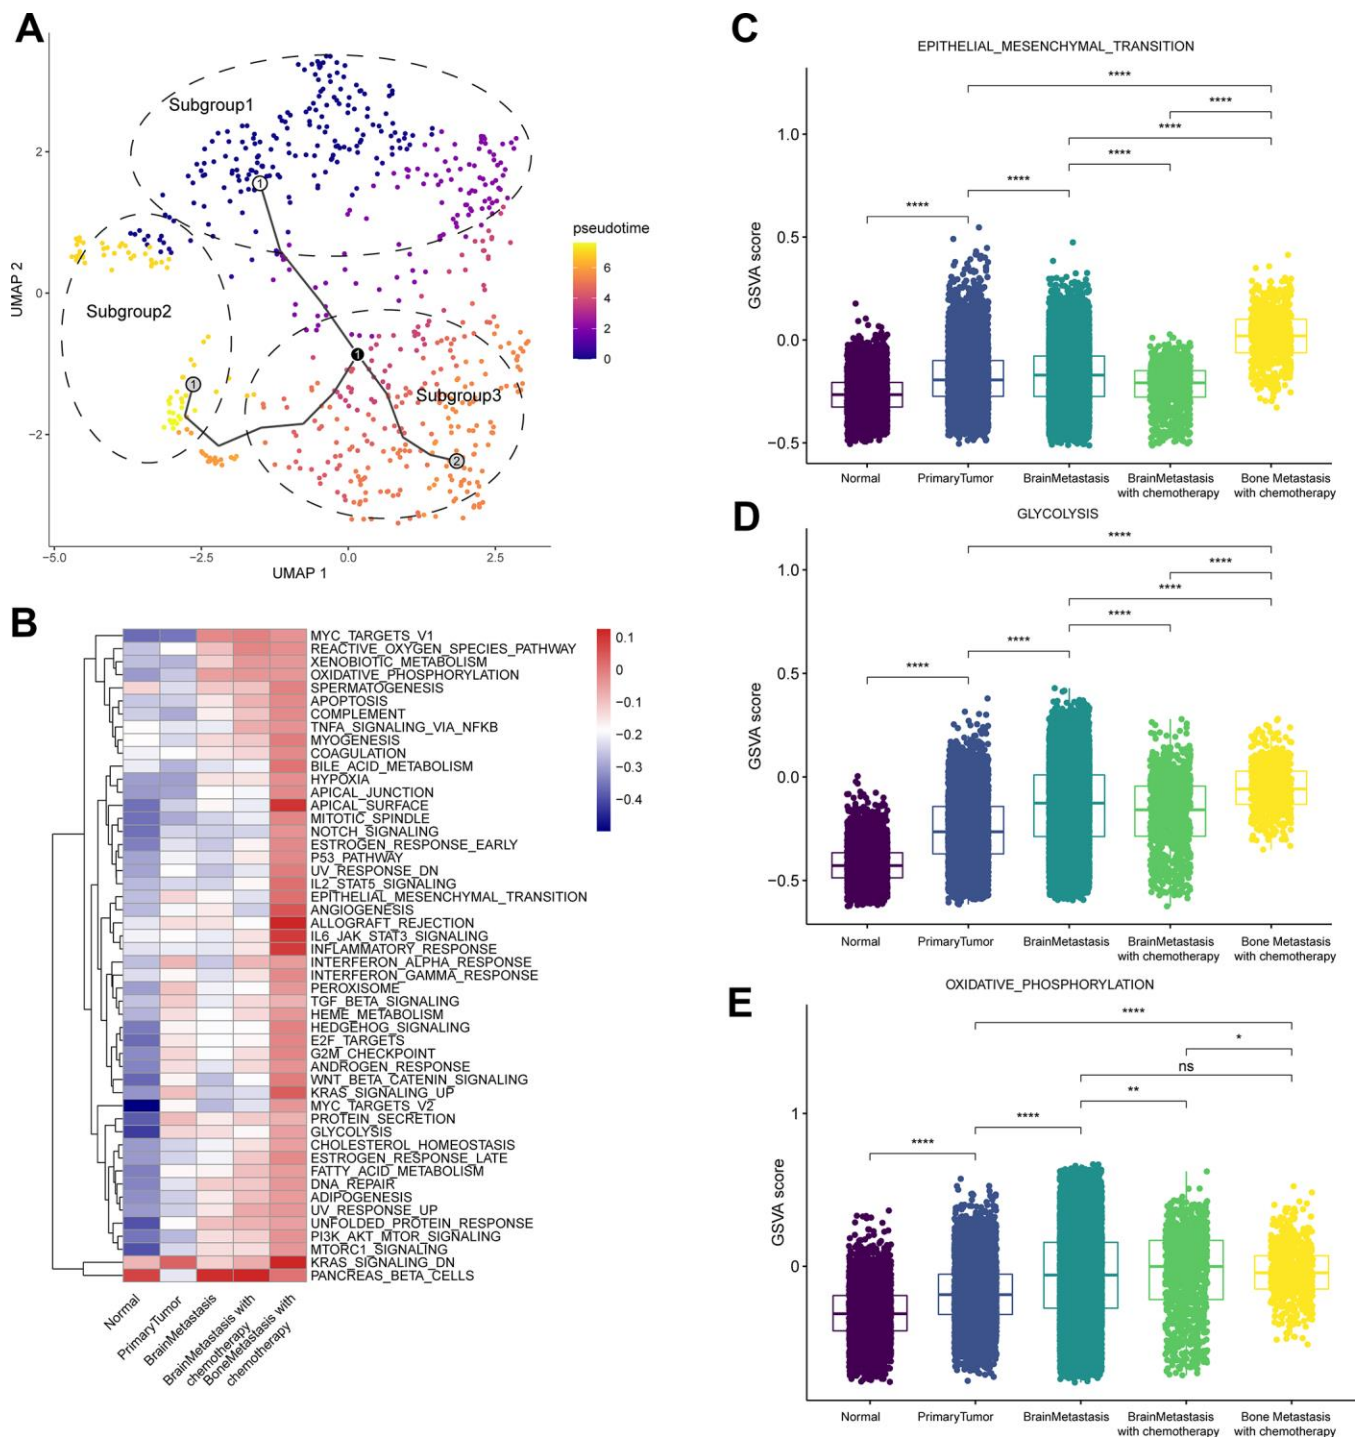 A
Subgroup1
Subgroup2
Subgroup3
1
1
1
2
2
0
−2
UMAP 2
−5.0
−2.5
0.0
2.5
UMAP 1
pseudotime
6
4
2
0
B
MYC_TARGETS_V1
REACTIVE_OXYGEN_SPECIES_PATHWAY
XENOBIOTIC_METABOLISM
OXIDATIVE_PHOSPHORYLATION
SPERMATOGENESIS
APOPTOSIS
COMPLEMENT
TNFA_SIGNALING_VIA_NFKB
MYOGENESIS
COAGULATION
BILE_ACID_METABOLISM
HYPOXIA
APICAL_JUNCTION
APICAL_SURFACE
MITOTIC_SPINDLE
NOTCH_SIGNALING
ESTROGEN_RESPONSE_EARLY
P53_PATHWAY
UV_RESPONSE_DN
IL2_STAT5_SIGNALING
EPITHELIAL_MESENCHYMAL_TRANSITION
ANGIOGENESIS
ALLOGRAFT_REJECTION
IL6_JAK_STAT3_SIGNALING
INFLAMMATORY_RESPONSE
INTERFERON_ALPHA_RESPONSE
INTERFERON_GAMMA_RESPONSE
PEROXISOME
TGF_BETA_SIGNALING
HEME_METABOLISM
HEDGEHOG_SIGNALING
E2F_TARGETS
G2M_CHECKPOINT
ANDROGEN_RESPONSE
WNT_BETA_CATENIN_SIGNALING
KRAS_SIGNALING_UP
MYC_TARGETS_V2
PROTEIN_SECRETION
GLYCOLYSIS
CHOLESTEROL_HOMEOSTASIS
ESTROGEN_RESPONSE_LATE
FATTY_ACID_METABOLISM
DNA_REPAIR
ADIPOGENESIS
UV_RESPONSE_UP
UNFOLDED_PROTEIN_RESPONSE
PI3K_AKT_MTOR_SIGNALING
MTORC1_SIGNALING
KRAS_SIGNALING_DN
PANCREAS_BETA_CELLS
0.1
0
−0.1
−0.2
−0.3
−0.4
Normal
PrimaryTumor
BrainMetastasis
BrainMetastasis with
chemotherapy
BoneMetastasis with
chemotherapy
C
EPITHELIAL_MESENCHYMAL_TRANSITION
****
****
****
****
****
****
1.0
0.5
0.0
−0.5
GSVA score
Normal
PrimaryTumor
BrainMetastasis
BrainMetastasis
with chemotherapy
Bone Metastasis
with chemotherapy
D
GLYCOLYSIS
****
****
****
****
****
****
1.0
0.5
0.0
−0.5
GSVA score
Normal
PrimaryTumor
BrainMetastasis
BrainMetastasis
with chemotherapy
Bone Metastasis
with chemotherapy
E
OXIDATIVE_PHOSPHORYLATION
****
*
ns
**
****
****
1
0
GSVA score
Normal
PrimaryTumor
BrainMetastasis
BrainMetastasis
with chemotherapy
Bone Metastasis
with chemotherapy